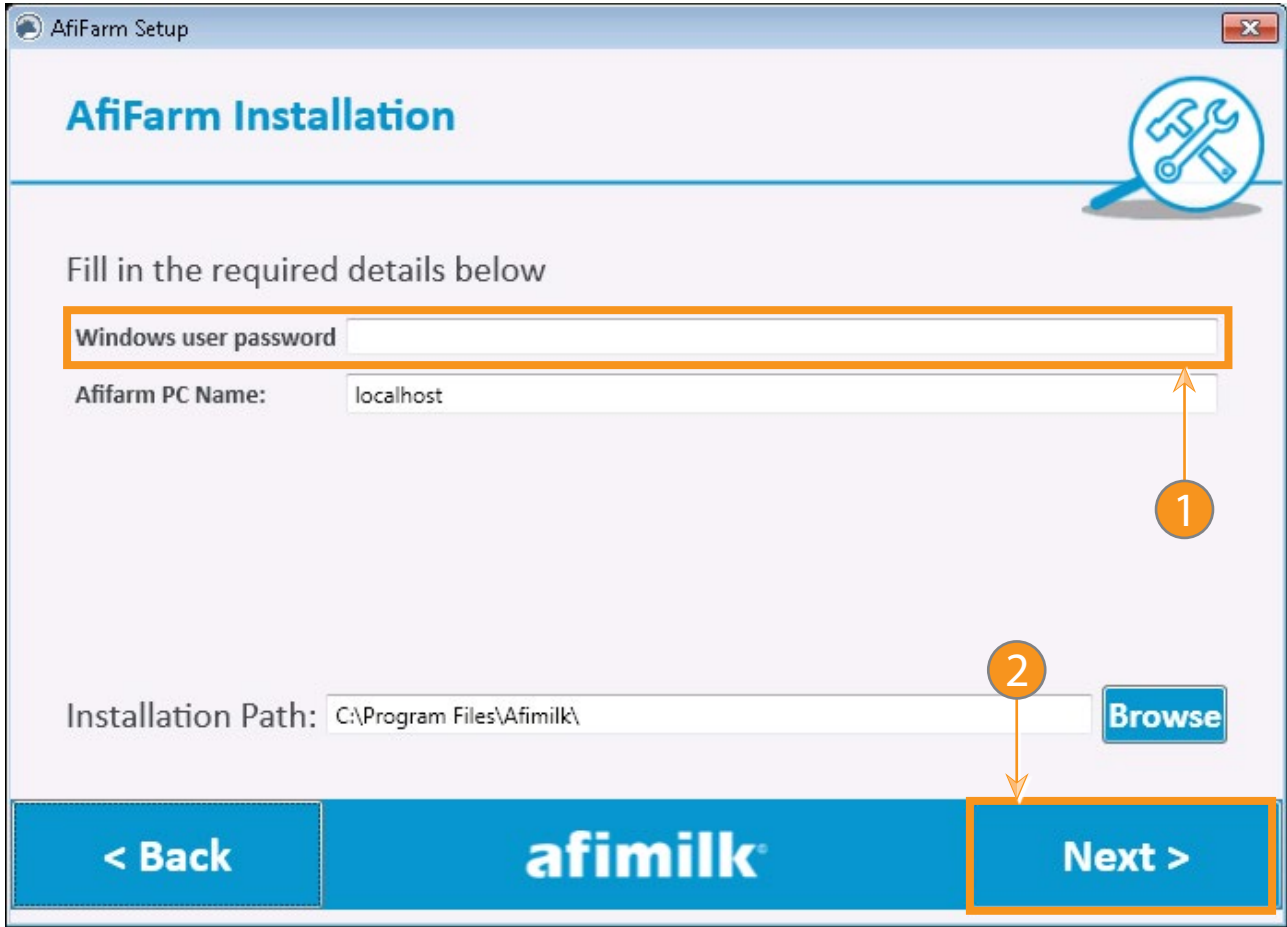 AfiFarm Setup
AfiFarm Installation
Fill in the required details below
Windows user password
Afifarm PC Name: localhost
1
2
Installation Path: C:\Program Files\Afimilk\ Browse
< Back afimilk Next >